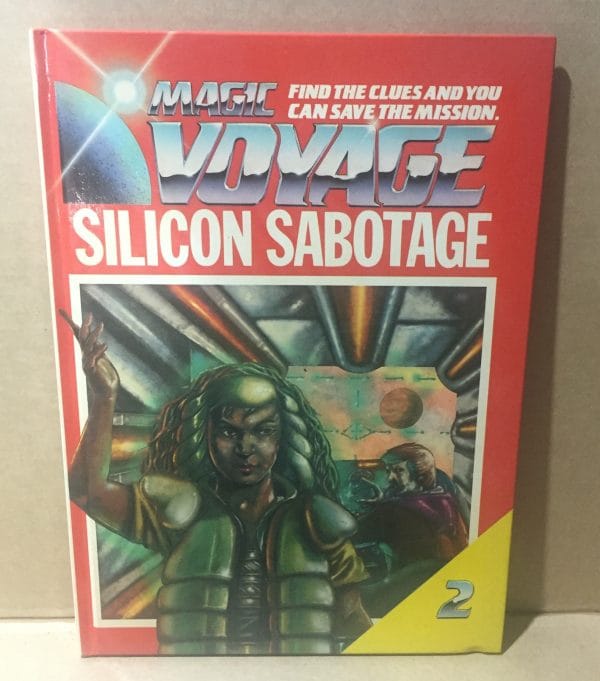 MAGIC
FIND THE CLUES AND YOU
CAN SAVE THE MISSION.
VOYAGE
SILICON SABOTAGE
2